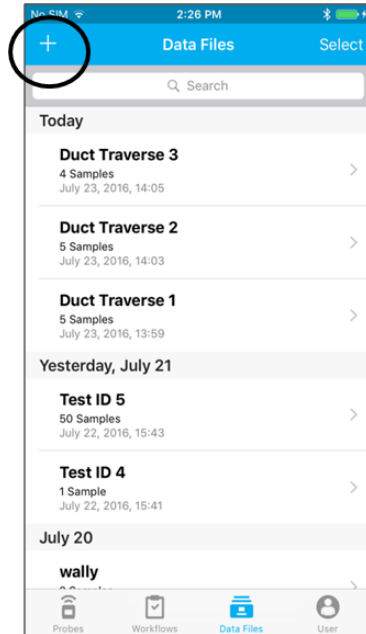 No SIM 2:26 PM
+ Data Files Select
Search
Today
Duct Traverse 3
4 Samples
July 23, 2016, 14:05
Duct Traverse 2
5 Samples
July 23, 2016, 14:03
Duct Traverse 1
5 Samples
July 23, 2016, 13:59
Yesterday, July 21
Test ID 5
50 Samples
July 22, 2016, 15:43
Test ID 4
1 Sample
July 22, 2016, 15:41
July 20
wally
Probes Workflows Data Files User